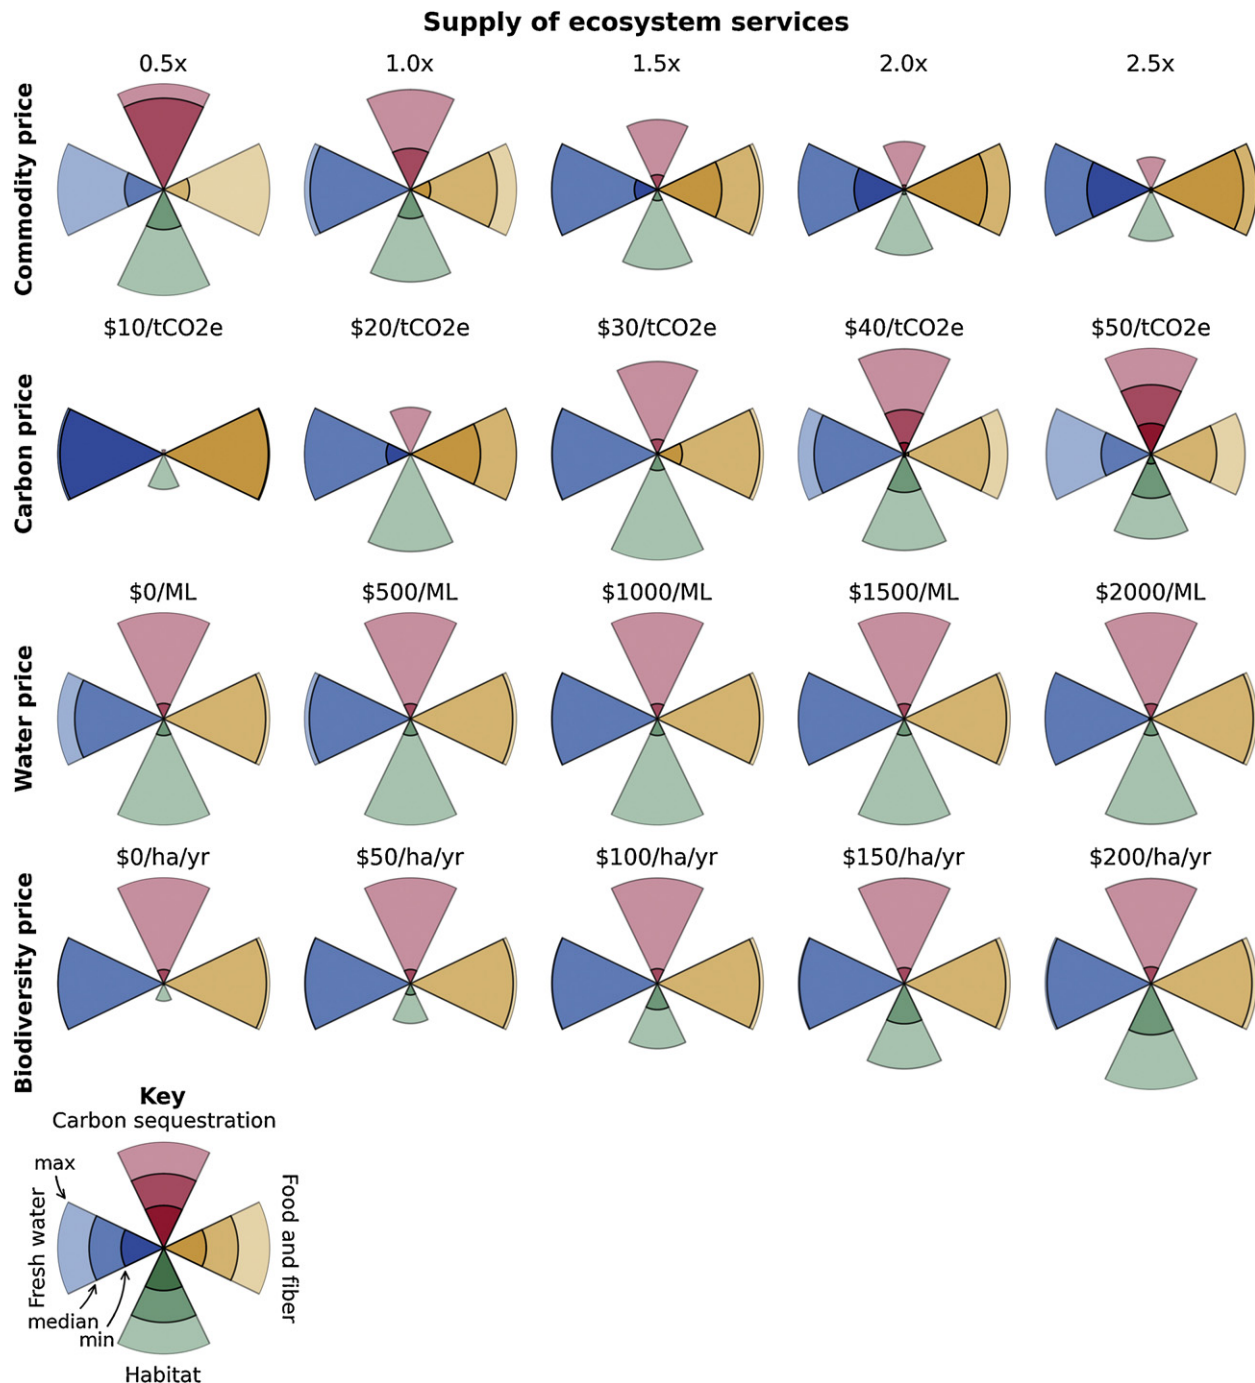 Supply of ecosystem services
0.5x 1.0x 1.5x 2.0x 2.5x
Commodity price
$10/tCO2e $20/tCO2e $30/tCO2e $40/tCO2e $50/tCO2e
Carbon price
$0/ML $500/ML $1000/ML $1500/ML $2000/ML
Water price
$0/ha/yr $50/ha/yr $100/ha/yr $150/ha/yr $200/ha/yr
Biodiversity price
Key
Carbon sequestration
max
Fresh water
Food and fiber
median
min
Habitat